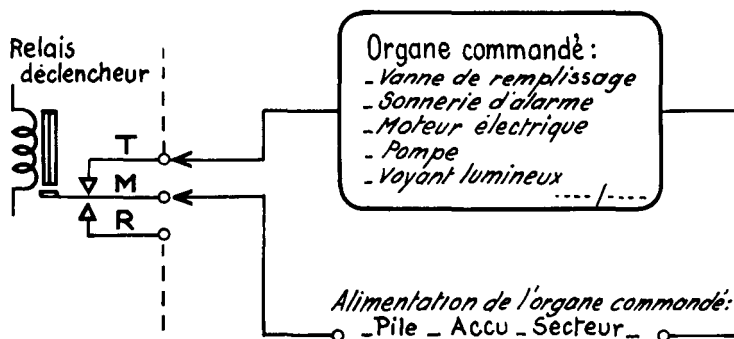 Relais
déclencheur
T
M
R
Organe commandé :
_ Vanne de remplissage
_ Sonnerie d'alarme
_ Moteur électrique
_ Pompe
_ Voyant lumineux
----/----
Alimentation de l'organe commandé:
_ Pile _ Accu _ Secteur _